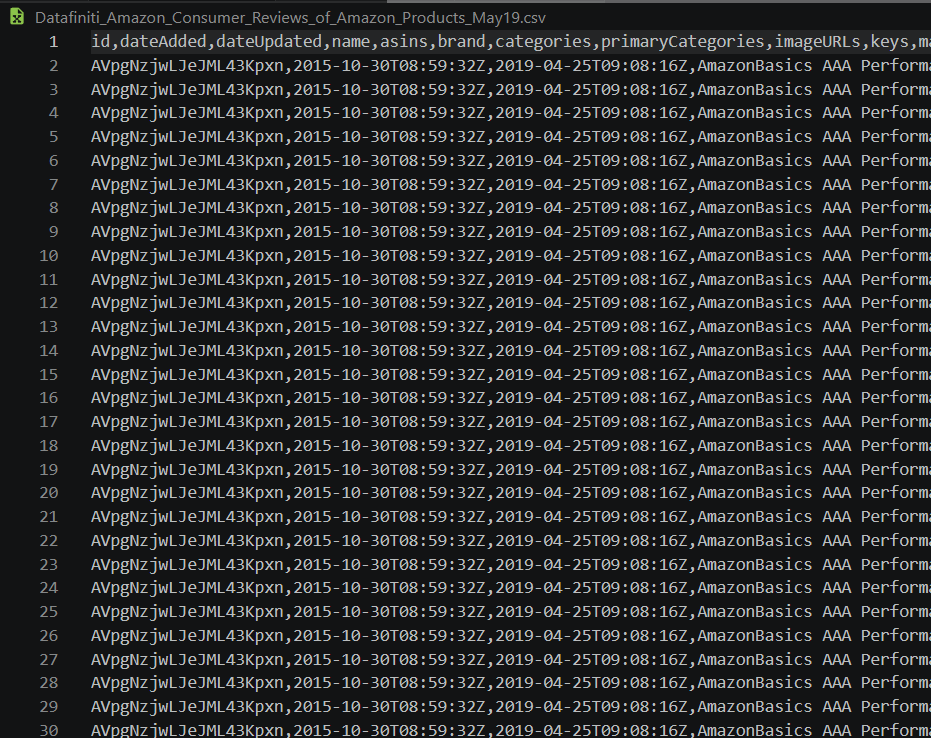 Datafiniti_Amazon_Consumer_Reviews_of_Amazon_Products_May19.csv
1 id,dateAdded,dateUpdated,name,asins,brand,categories,primaryCategories,imageURLs,keys,ma
2 AVpgNzjwLJeJML43Kpxn,2015-10-30T08:59:32Z,2019-04-25T09:08:16Z,AmazonBasics AAA Performa
3 AVpgNzjwLJeJML43Kpxn,2015-10-30T08:59:32Z,2019-04-25T09:08:16Z,AmazonBasics AAA Performa
4 AVpgNzjwLJeJML43Kpxn,2015-10-30T08:59:32Z,2019-04-25T09:08:16Z,AmazonBasics AAA Performa
5 AVpgNzjwLJeJML43Kpxn,2015-10-30T08:59:32Z,2019-04-25T09:08:16Z,AmazonBasics AAA Performa
6 AVpgNzjwLJeJML43Kpxn,2015-10-30T08:59:32Z,2019-04-25T09:08:16Z,AmazonBasics AAA Performa
7 AVpgNzjwLJeJML43Kpxn,2015-10-30T08:59:32Z,2019-04-25T09:08:16Z,AmazonBasics AAA Performa
8 AVpgNzjwLJeJML43Kpxn,2015-10-30T08:59:32Z,2019-04-25T09:08:16Z,AmazonBasics AAA Performa
9 AVpgNzjwLJeJML43Kpxn,2015-10-30T08:59:32Z,2019-04-25T09:08:16Z,AmazonBasics AAA Performa
10 AVpgNzjwLJeJML43Kpxn,2015-10-30T08:59:32Z,2019-04-25T09:08:16Z,AmazonBasics AAA Performa
11 AVpgNzjwLJeJML43Kpxn,2015-10-30T08:59:32Z,2019-04-25T09:08:16Z,AmazonBasics AAA Performa
12 AVpgNzjwLJeJML43Kpxn,2015-10-30T08:59:32Z,2019-04-25T09:08:16Z,AmazonBasics AAA Performa
13 AVpgNzjwLJeJML43Kpxn,2015-10-30T08:59:32Z,2019-04-25T09:08:16Z,AmazonBasics AAA Performa
14 AVpgNzjwLJeJML43Kpxn,2015-10-30T08:59:32Z,2019-04-25T09:08:16Z,AmazonBasics AAA Performa
15 AVpgNzjwLJeJML43Kpxn,2015-10-30T08:59:32Z,2019-04-25T09:08:16Z,AmazonBasics AAA Performa
16 AVpgNzjwLJeJML43Kpxn,2015-10-30T08:59:32Z,2019-04-25T09:08:16Z,AmazonBasics AAA Performa
17 AVpgNzjwLJeJML43Kpxn,2015-10-30T08:59:32Z,2019-04-25T09:08:16Z,AmazonBasics AAA Performa
18 AVpgNzjwLJeJML43Kpxn,2015-10-30T08:59:32Z,2019-04-25T09:08:16Z,AmazonBasics AAA Performa
19 AVpgNzjwLJeJML43Kpxn,2015-10-30T08:59:32Z,2019-04-25T09:08:16Z,AmazonBasics AAA Performa
20 AVpgNzjwLJeJML43Kpxn,2015-10-30T08:59:32Z,2019-04-25T09:08:16Z,AmazonBasics AAA Performa
21 AVpgNzjwLJeJML43Kpxn,2015-10-30T08:59:32Z,2019-04-25T09:08:16Z,AmazonBasics AAA Performa
22 AVpgNzjwLJeJML43Kpxn,2015-10-30T08:59:32Z,2019-04-25T09:08:16Z,AmazonBasics AAA Performa
23 AVpgNzjwLJeJML43Kpxn,2015-10-30T08:59:32Z,2019-04-25T09:08:16Z,AmazonBasics AAA Performa
24 AVpgNzjwLJeJML43Kpxn,2015-10-30T08:59:32Z,2019-04-25T09:08:16Z,AmazonBasics AAA Performa
25 AVpgNzjwLJeJML43Kpxn,2015-10-30T08:59:32Z,2019-04-25T09:08:16Z,AmazonBasics AAA Performa
26 AVpgNzjwLJeJML43Kpxn,2015-10-30T08:59:32Z,2019-04-25T09:08:16Z,AmazonBasics AAA Performa
27 AVpgNzjwLJeJML43Kpxn,2015-10-30T08:59:32Z,2019-04-25T09:08:16Z,AmazonBasics AAA Performa
28 AVpgNzjwLJeJML43Kpxn,2015-10-30T08:59:32Z,2019-04-25T09:08:16Z,AmazonBasics AAA Performa
29 AVpgNzjwLJeJML43Kpxn,2015-10-30T08:59:32Z,2019-04-25T09:08:16Z,AmazonBasics AAA Performa
30 AVpgNzjwLJeJML43Kpxn,2015-10-30T08:59:32Z,2019-04-25T09:08:16Z,AmazonBasics AAA Performa